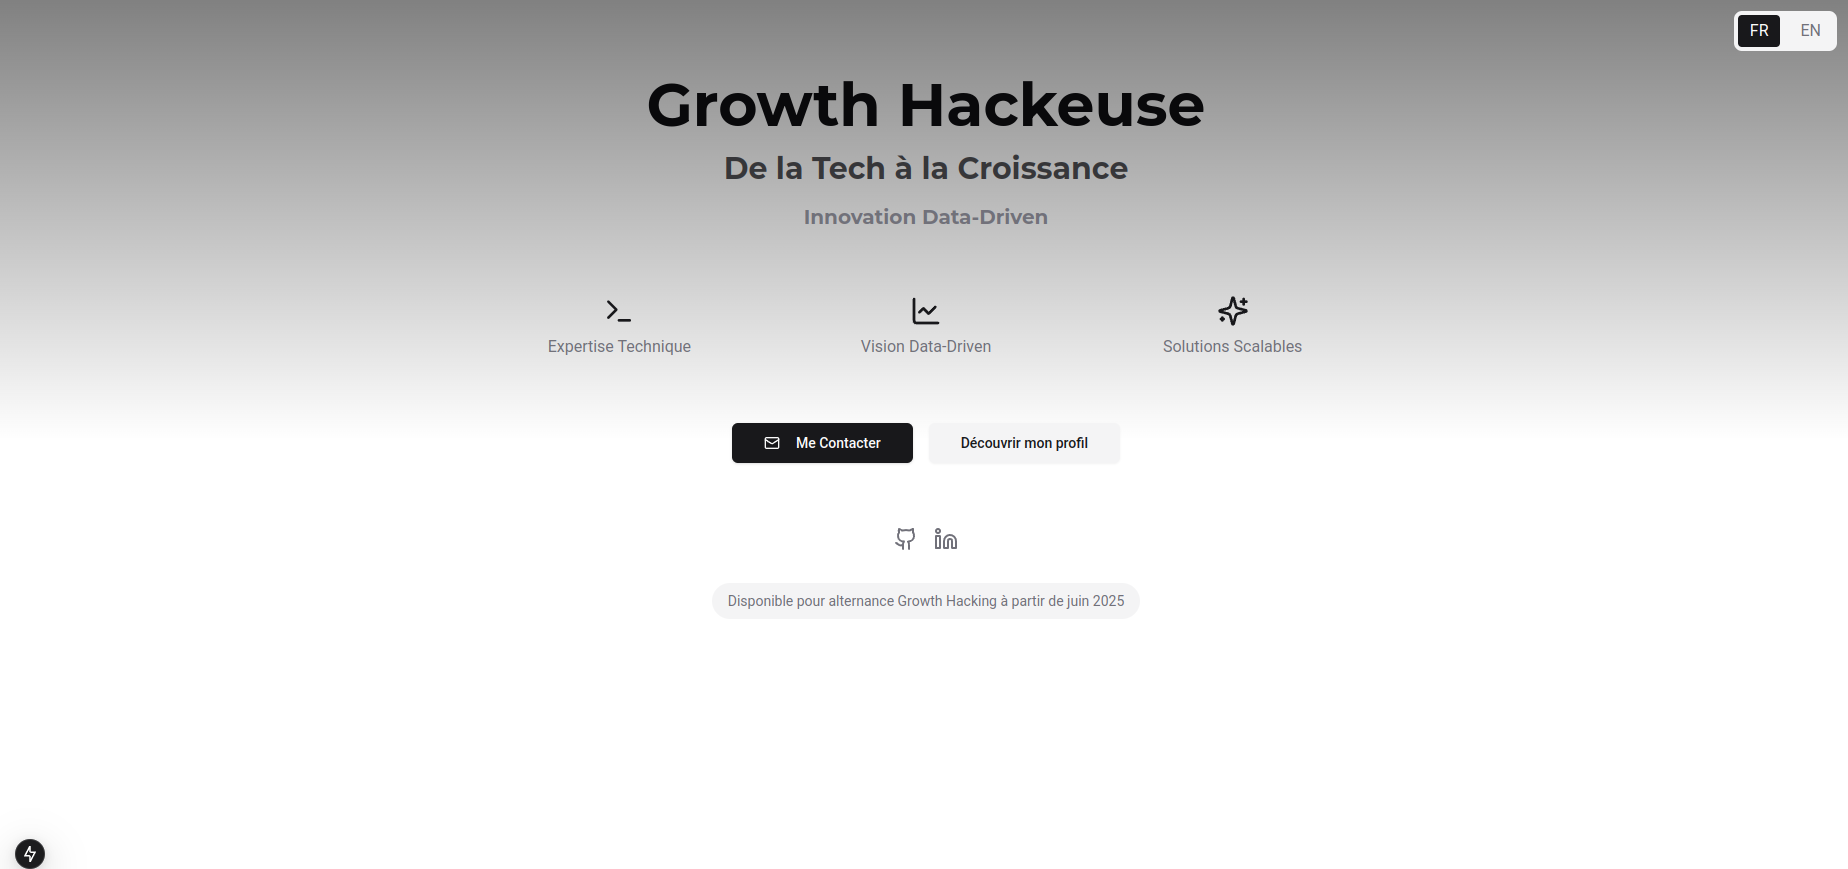 FR EN
Growth Hackeuse
De la Tech à la Croissance
Innovation Data-Driven
Expertise Technique
Vision Data-Driven
Solutions Scalables
Me Contacter
Découvrir mon profil
Disponible pour alternance Growth Hacking à partir de juin 2025